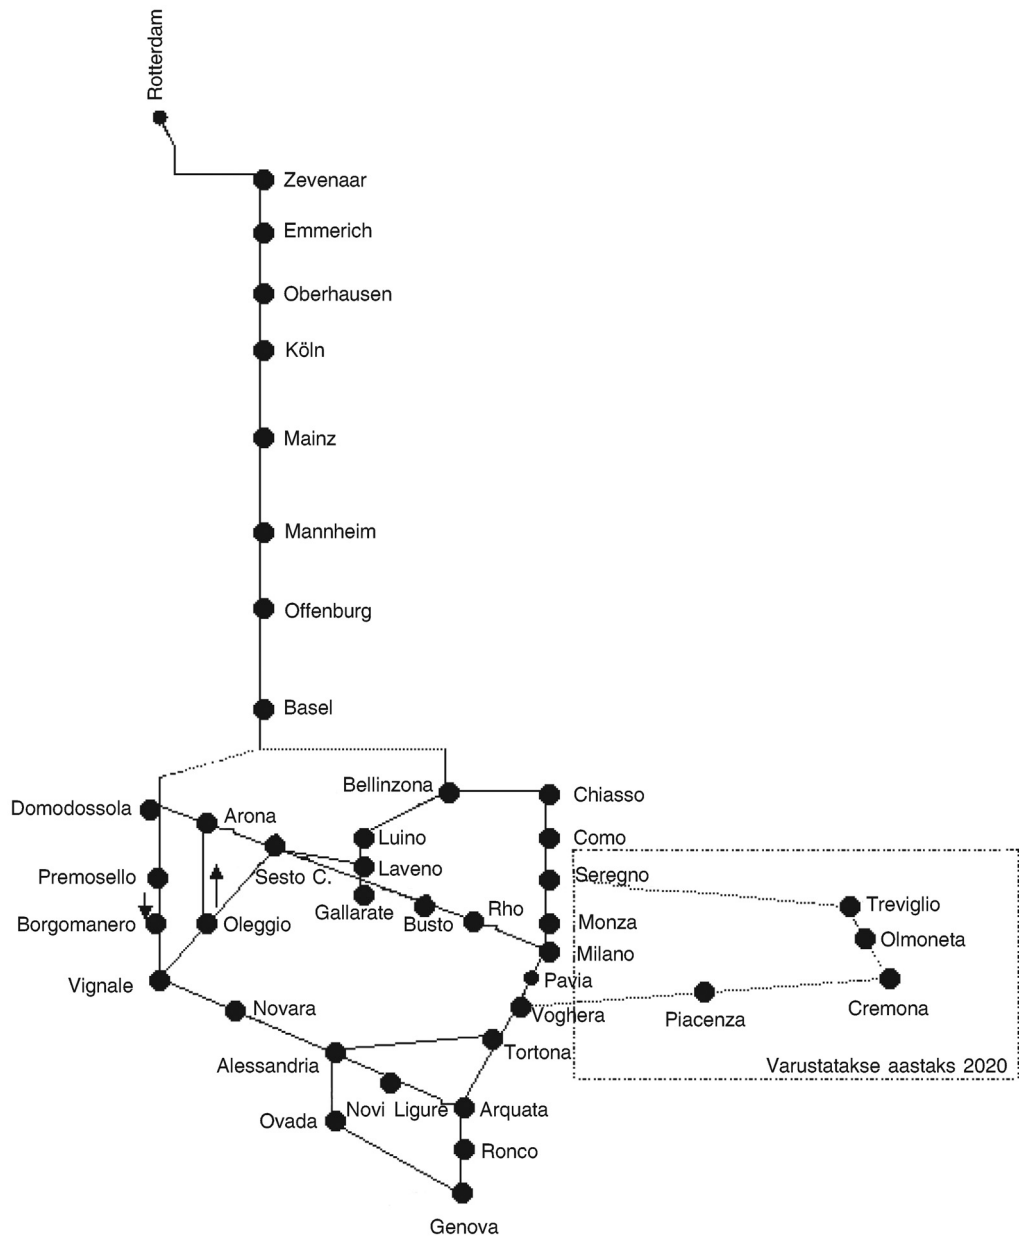 Rotterdam
Zevenaar
Emmerich
Oberhausen
Köln
Mainz
Mannheim
Offenburg
Basel
Bellinzona
Chiasso
Domodossola
Arona
Luino
Como
Premosello
Sesto C.
Laveno
Seregno
Gallarate
Busto
Rho
Treviglio
Borgomanero
Oleggio
Monza
Olmoneta
Milano
Vignale
Pavia
Novara
Voghera
Piacenza
Cremona
Alessandria
Tortona
Varustatakse aastaks 2020
Ovada
Novi Ligure
Arquata
Ronco
Genova